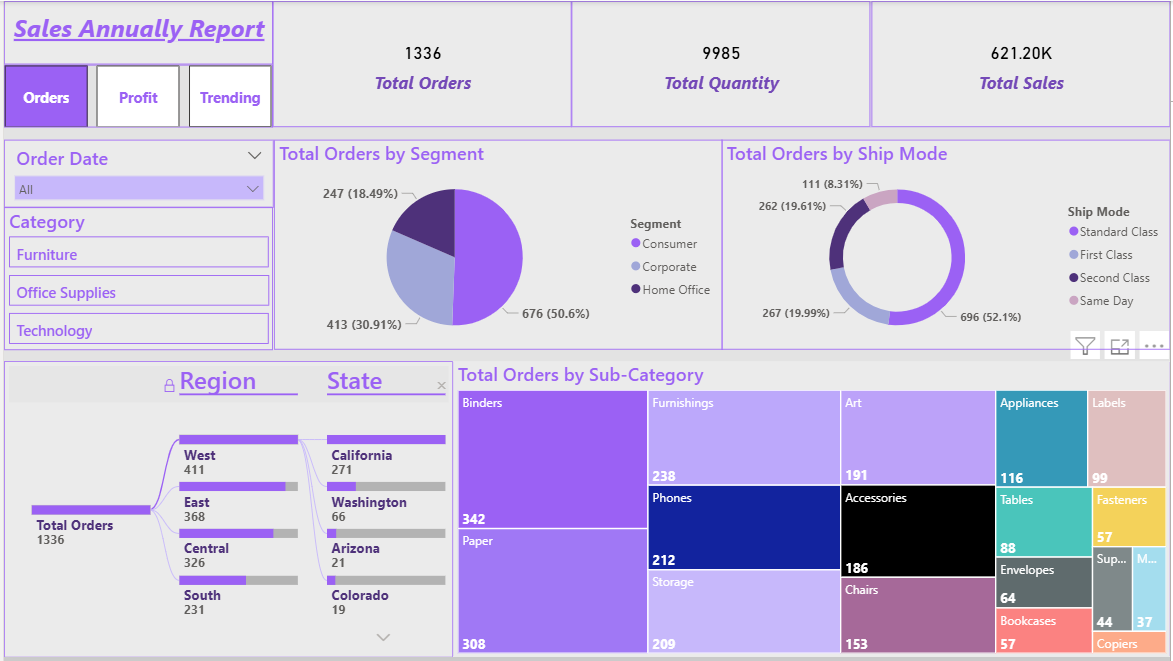 Sales Annually Report
1336
Total Orders
9985
Total Quantity
621.20K
Total Sales
Orders
Profit
Trending
Order Date
All
Category
Furniture
Office Supplies
Technology
Total Orders by Segment
247 (18.49%)
413 (30.91%)
676 (50.6%)
Segment
Consumer
Corporate
Home Office
Total Orders by Ship Mode
111 (8.31%)
262 (19.61%)
267 (19.99%)
696 (52.1%)
Ship Mode
Standard Class
First Class
Second Class
Same Day
Region
State
Total Orders
1336
West
411
East
368
Central
326
South
231
California
271
Washington
66
Arizona
21
Colorado
19
Total Orders by Sub-Category
Binders
342
Paper
308
Furnishings
238
Phones
212
Storage
209
Art
191
Accessories
186
Chairs
153
Appliances
116
Labels
99
Tables
88
Envelopes
64
Bookcases
57
Fasteners
57
Sup...
44
M...
37
Copiers